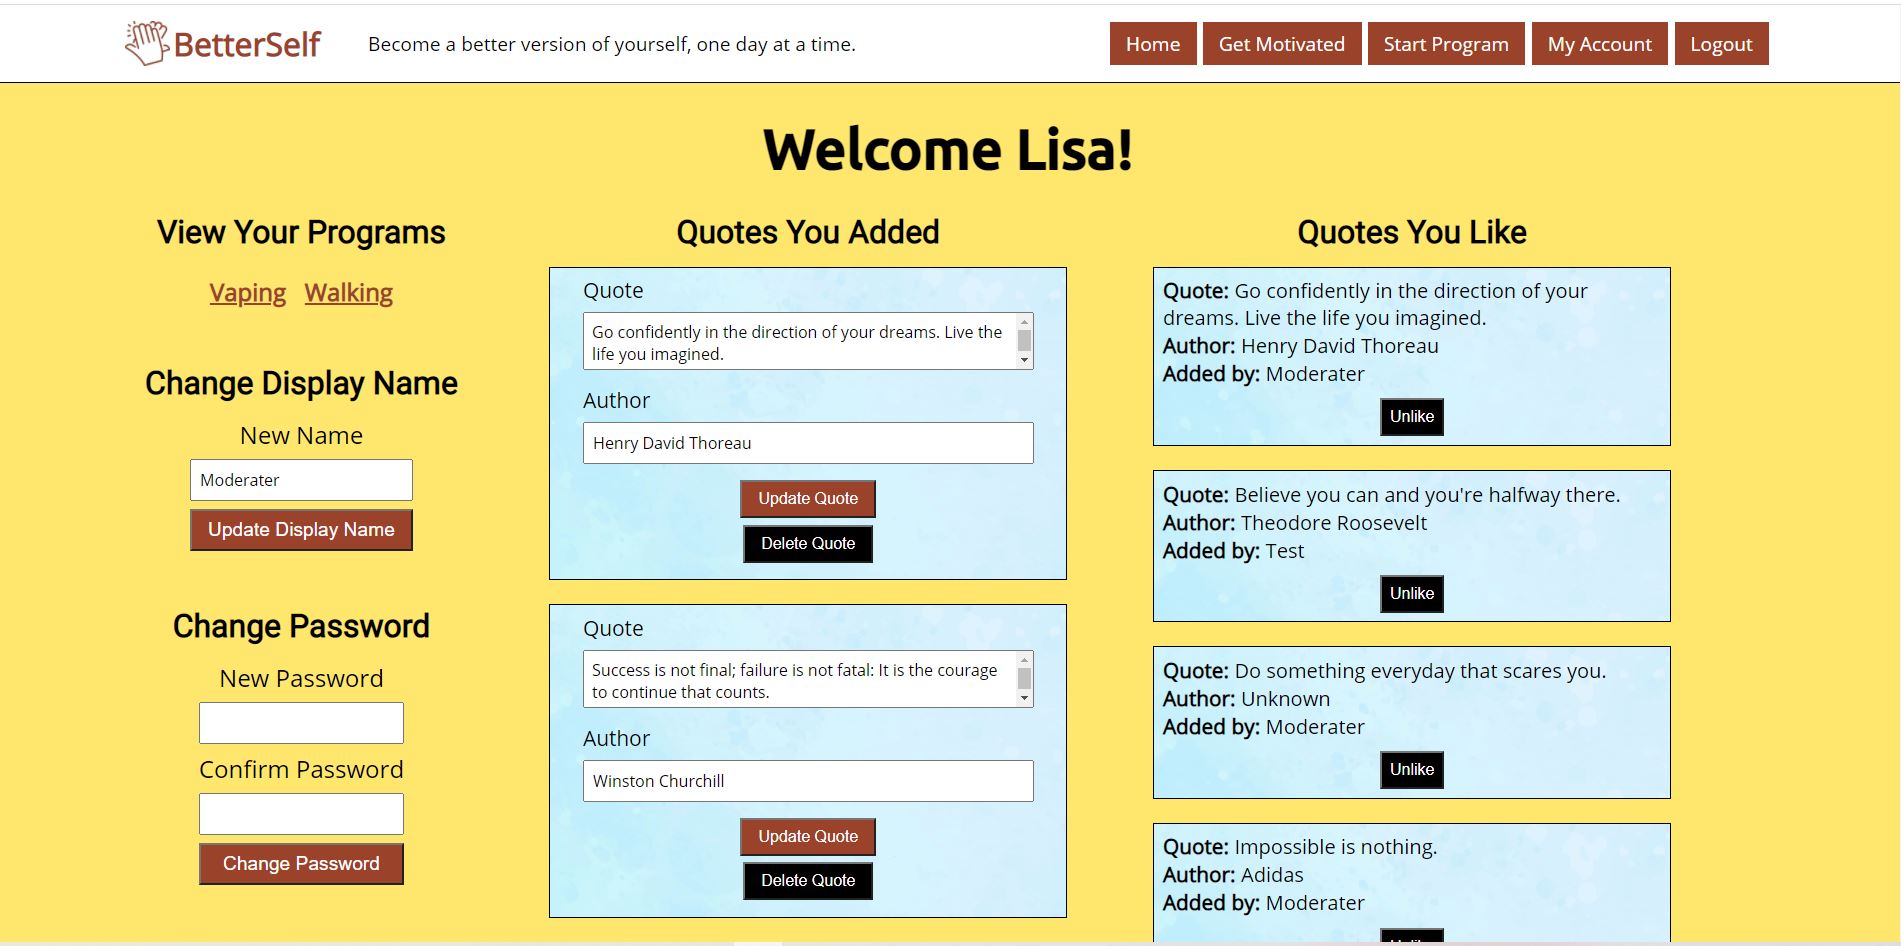 BetterSelf
Become a better version of yourself, one day at a time.
Home
Get Motivated
Start Program
My Account
Logout
Welcome Lisa!
View Your Programs
Vaping
Walking
Change Display Name
New Name
Moderater
Update Display Name
Change Password
New Password
Confirm Password
Change Password
Quotes You Added
Quote
Go confidently in the direction of your dreams. Live the
life you imagined.
Author
Henry David Thoreau
Update Quote
Delete Quote
Quote
Success is not final; failure is not fatal: It is the courage
to continue that counts.
Author
Winston Churchill
Update Quote
Delete Quote
Quotes You Like
Quote: Go confidently in the direction of your
dreams. Live the life you imagined.
Author: Henry David Thoreau
Added by: Moderater
Unlike
Quote: Believe you can and you're halfway there.
Author: Theodore Roosevelt
Added by: Test
Unlike
Quote: Do something everyday that scares you.
Author: Unknown
Added by: Moderater
Unlike
Quote: Impossible is nothing.
Author: Adidas
Added by: Moderater